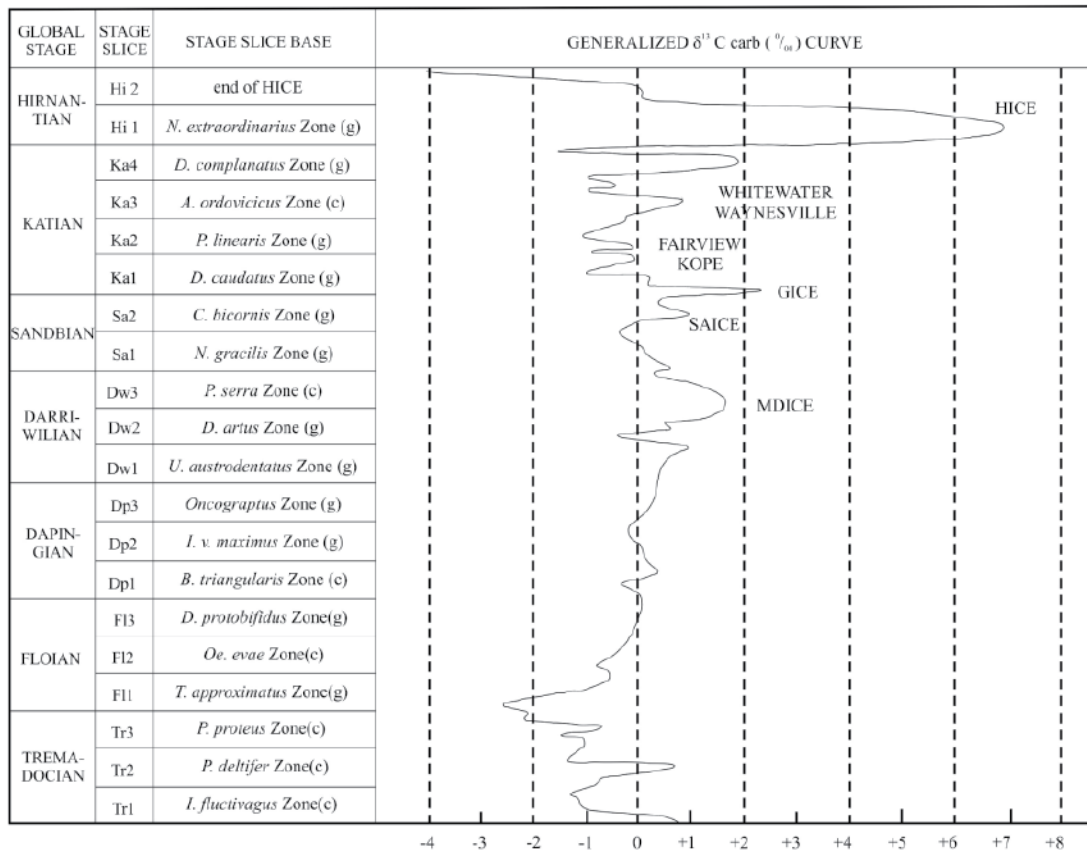 GLOBAL STAGE STAGE SLICE STAGE SLICE BASE GENERALIZED δ¹³ C carb ( ⁰/₀₀) CURVE
HIRNAN-
TIAN
Hi 2 end of HICE
Hi 1 N. extraordinarius Zone (g)
HICE
KATIAN
Ka4 D. complanatus Zone (g)
Ka3 A. ordovicicus Zone (c)
WHITEWATER
WAYNESVILLE
Ka2 P. linearis Zone (g)
FAIRVIEW
KOPE
Ka1 D. caudatus Zone (g)
GICE
SANDBIAN
Sa2 C. bicornis Zone (g)
SAICE
Sa1 N. gracilis Zone (g)
DARRI-
WILIAN
Dw3 P. serra Zone (c)
MDICE
Dw2 D. artus Zone (g)
Dw1 U. austrodentatus Zone (g)
DAPIN-
GIAN
Dp3 Oncograptus Zone (g)
Dp2 I. v. maximus Zone (g)
Dp1 B. triangularis Zone (c)
FLOIAN
Fl3 D. protobifidus Zone(g)
Fl2 Oe. evae Zone(c)
Fl1 T. approximatus Zone(g)
TREMA-
DOCIAN
Tr3 P. proteus Zone(c)
Tr2 P. deltifer Zone(c)
Tr1 I. fluctivagus Zone(c)
-4 -3 -2 -1 0 +1 +2 +3 +4 +5 +6 +7 +8